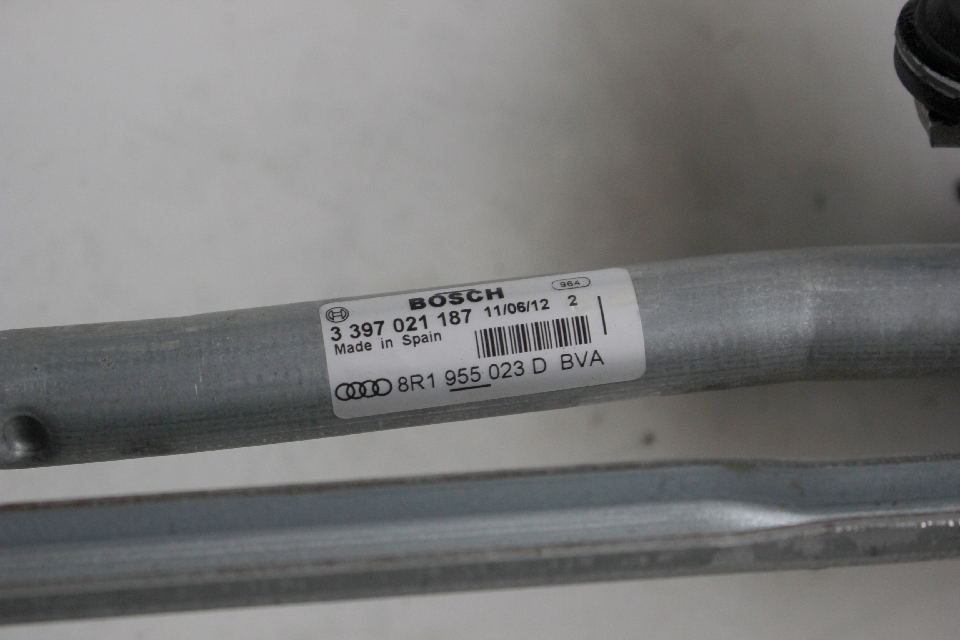 BOSCH 964
3 397 021 187 11/06/12 2
Made in Spain
8R1 955 023 D BVA